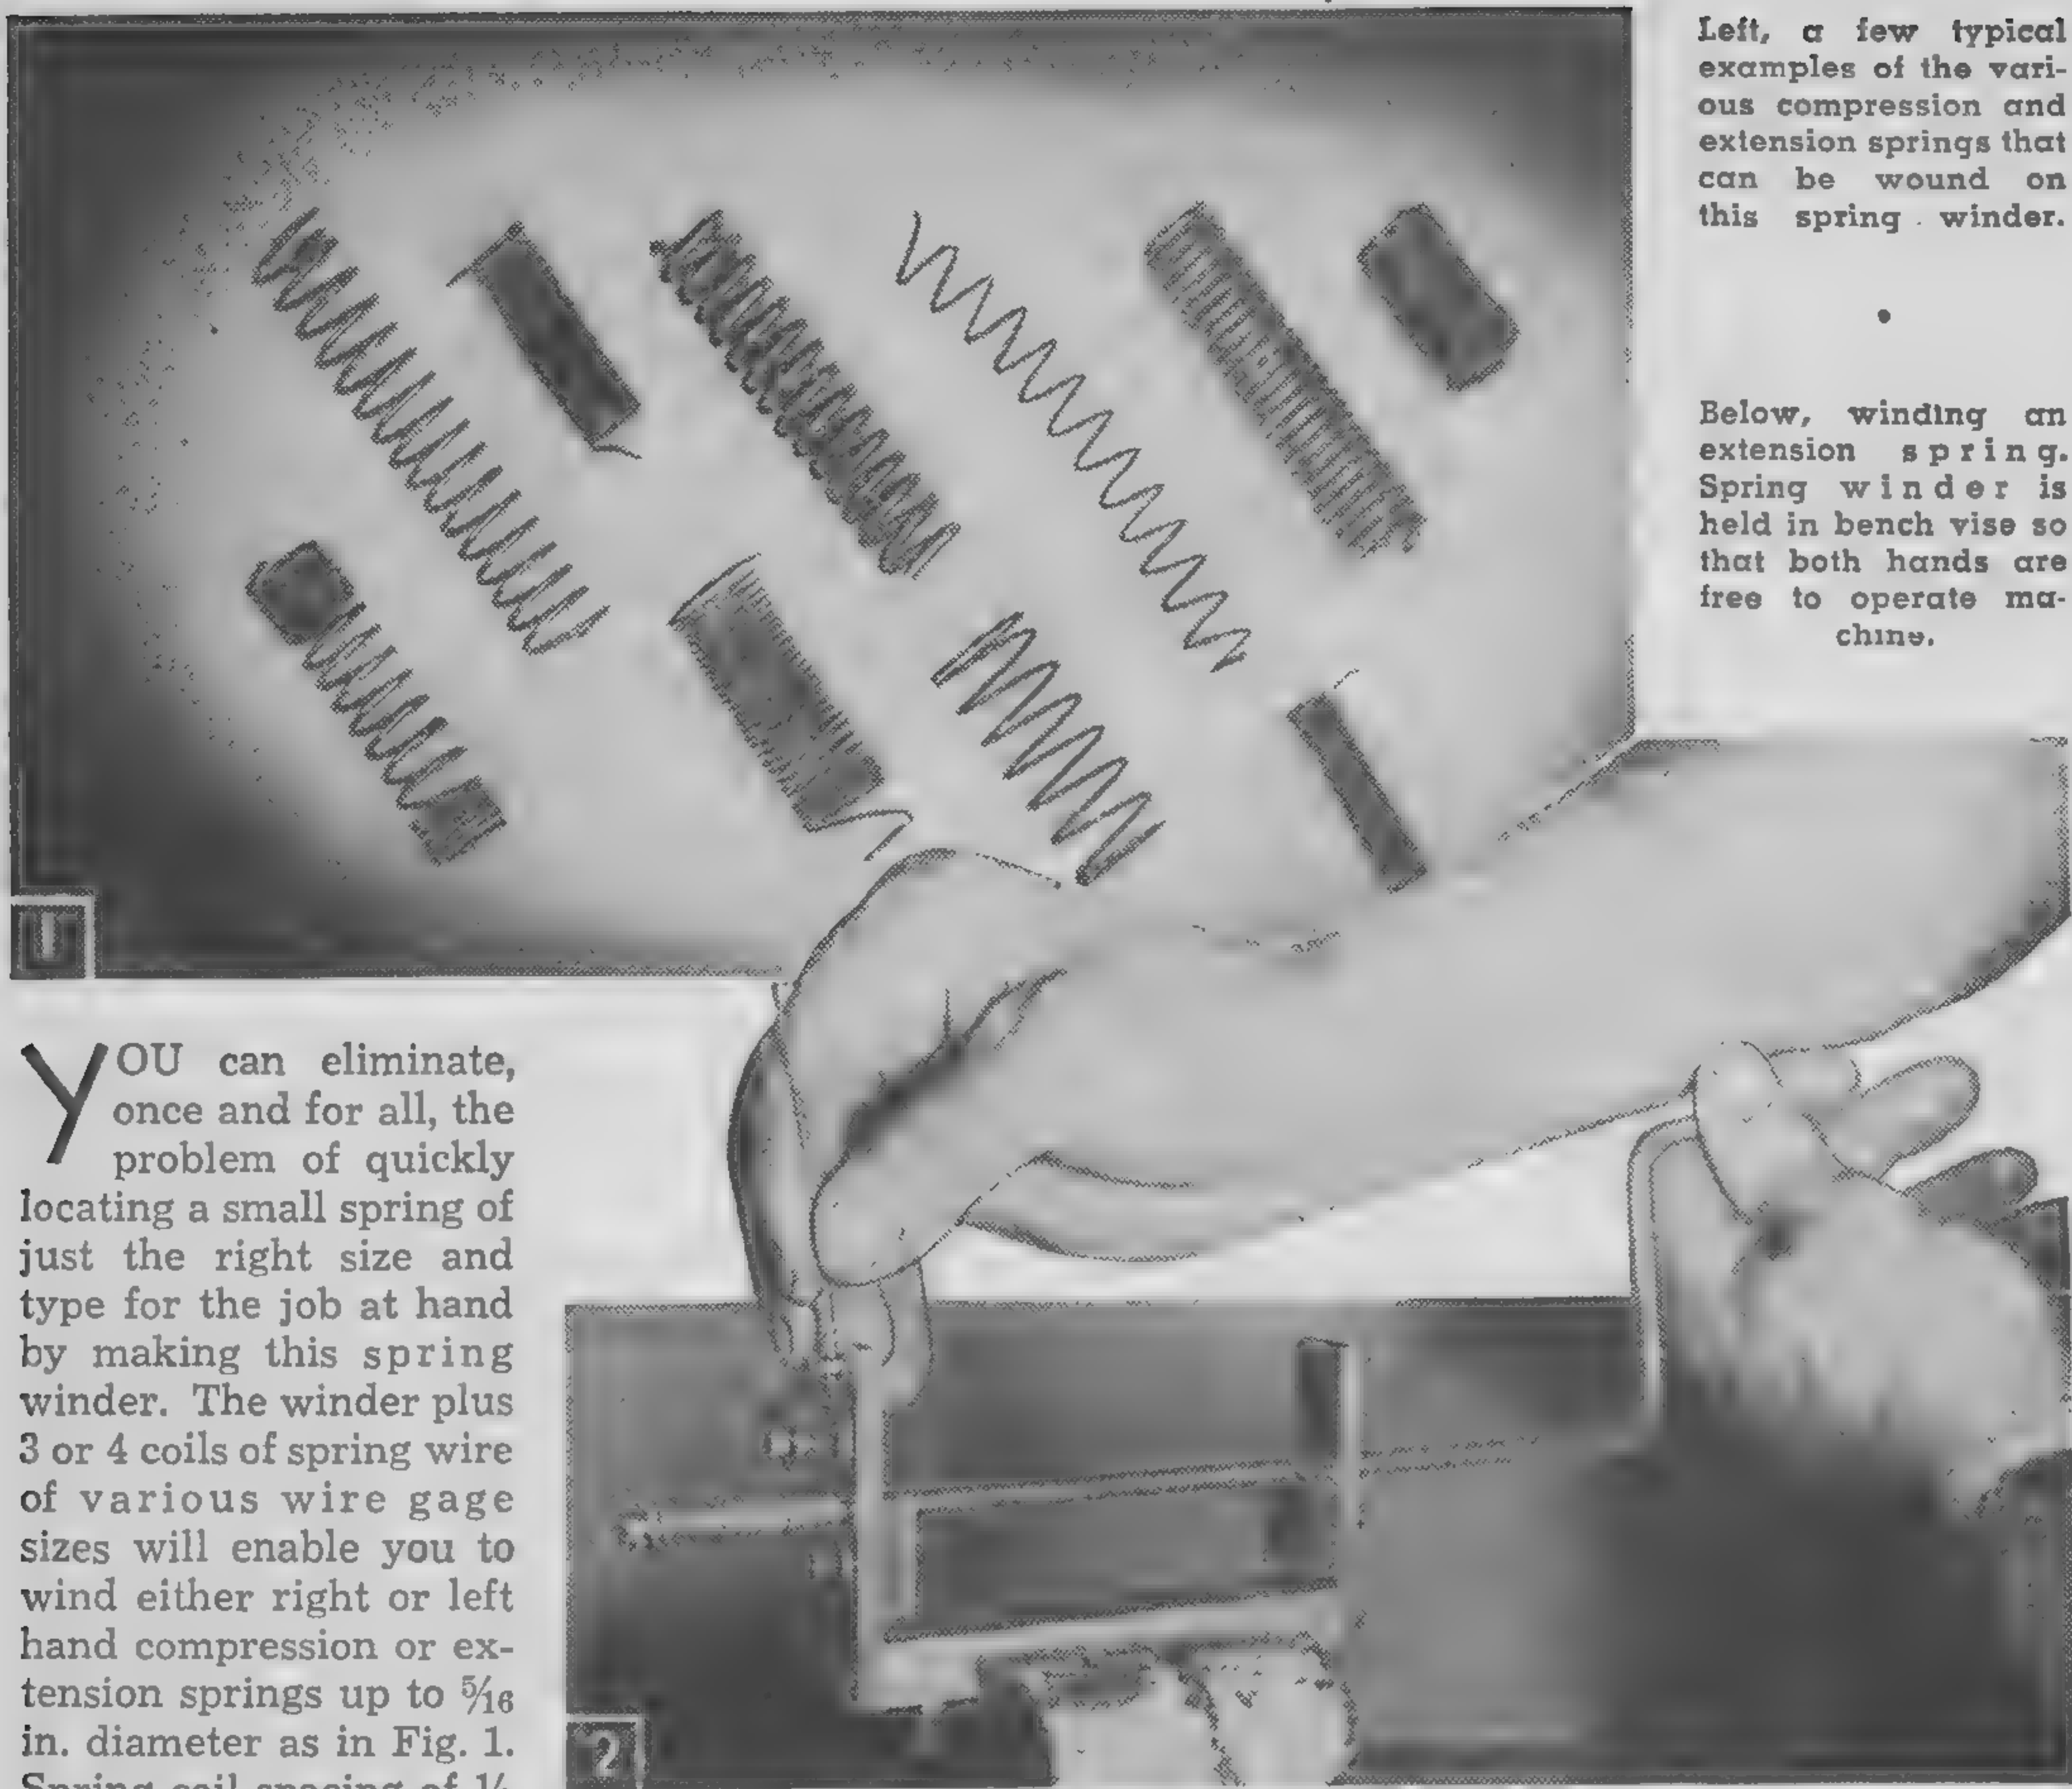 Left, a few typical
examples of the vari-
ous compression and
extension springs that
can be wound on
this spring winder.
•
Below, winding an
extension spring.
Spring winder is
held in bench vise so
that both hands are
free to operate ma-
chine.
1
YOU can eliminate,
once and for all, the
problem of quickly
locating a small spring of
just the right size and
type for the job at hand
by making this spring
winder. The winder plus
3 or 4 coils of spring wire
of various wire gage
sizes will enable you to
wind either right or left
hand compression or ex-
tension springs up to 5/16
in. diameter as in Fig. 1.
Spring coil spacing of
2